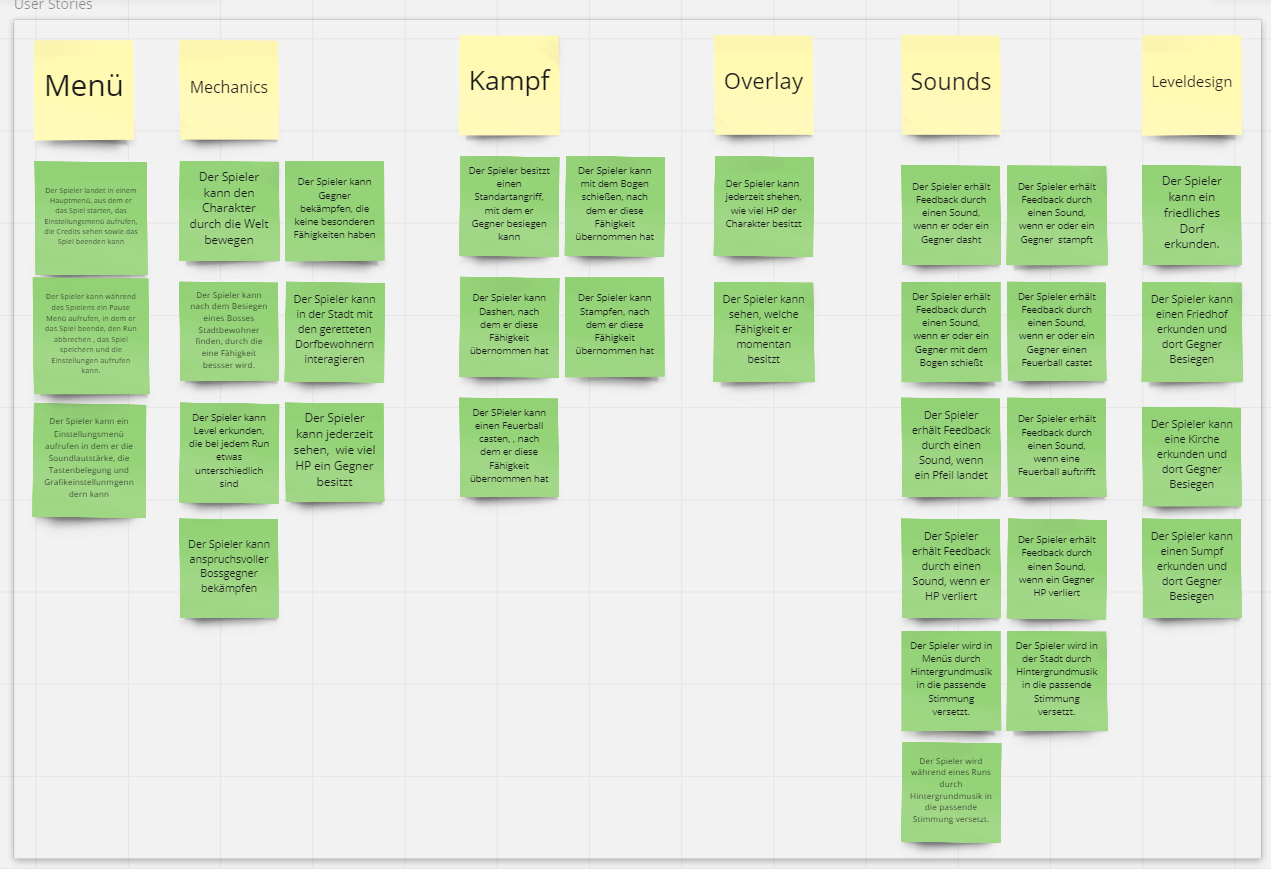 User Stories
Menü
Der Spieler landet in einem
Hauptmenü, aus dem er
das Spiel starten, das
Einstellungsmenü aufrufen,
die Credits sehen sowie das
Spiel beenden kann
Der Spieler kann während
des Spielens ein Pause
Menü aufrufen, in dem er
das Spiel beende, den Run
abbrechen , das Spiel
speichern und die
Einstellungen aufrufen
kann.
Der Spieler kann ein
Einstellungsmenü
aufrufen in dem er die
Soundlautstärke, die
Tastenbelegung und
Grafikeinstellunmgenn
dern kann
Mechanics
Der Spieler
kann den
Charakter
durch die Welt
bewegen
Der Spieler kann
Gegner
bekämpfen, die
keine besonderen
Fähigkeiten haben
Der Spieler kann
nach dem Besiegen
eines Bosses
Stadtbewohner
finden, durch die
eine Fähigkeit
bessser wird.
Der Spieler kann
in der Stadt mit
den geretteten
Dorfbewohnern
interagieren
Der Spieler kann
Level erkunden,
die bei jedem Run
etwas
unterschiedlich
sind
Der Spieler
kann jederzeit
sehen, wie viel
HP ein Gegner
besitzt
Der Spieler kann
anspruchsvoller
Bossgegner
bekämpfen
Kampf
Der Spieler besitzt
einen
Standartangriff,
mit dem er
Gegner besiegen
kann
Der Spieler kann
mit dem Bogen
schießen, nach
dem er diese
Fähigkeit
übernommen hat
Der Spieler kann
Dashen, nach
dem er diese
Fähigkeit
übernommen hat
Der Spieler kann
Stampfen, nach
dem er diese
Fähigkeit
übernommen hat
Der SPieler kann
einen Feuerball
casten, , nach
dem er diese
Fähigkeit
übernommen hat
Overlay
Der Spieler kann
jederzeit shehen,
wie viel HP der
Charakter besitzt
Der Spieler kann
sehen, welche
Fähigkeit er
momentan
besitzt
Sounds
Der Spieler erhält
Feedback durch
einen Sound,
wenn er oder ein
Gegner dasht
Der Spieler erhält
Feedback durch
einen Sound,
wenn er oder ein
Gegner stampft
Der Spieler erhält
Feedback durch
einen Sound,
wenn er oder ein
Gegner mit dem
Bogen schießt
Der Spieler erhält
Feedback durch
einen Sound,
wenn er oder ein
Gegner einen
Feuerball castet
Der Spieler
erhält Feedback
durch einen
Sound, wenn
ein Pfeil landet
Der Spieler erhält
Feedback durch
einen Sound,
wenn eine
Feuerball auftrifft
Der Spieler
erhält Feedback
durch einen
Sound, wenn er
HP verliert
Der Spieler erhält
Feedback durch
einen Sound,
wenn ein Gegner
HP verliert
Der Spieler wird in
Menüs durch
Hintergrundmusik
in die passende
Stimmung
versetzt.
Der Spieler wird in
der Stadt durch
Hintergrundmusik
in die passende
Stimmung
versetzt.
Der Spieler wird
während eines Runs
durch
Hintergrundmusik in
die passende
Stimmung versetzt.
Leveldesign
Der Spieler
kann ein
friedliches
Dorf
erkunden.
Der Spieler kann
einen Friedhof
erkunden und
dort Gegner
Besiegen
Der Spieler kann
eine Kirche
erkunden und
dort Gegner
Besiegen
Der Spieler kann
einen Sumpf
erkunden und
dort Gegner
Besiegen